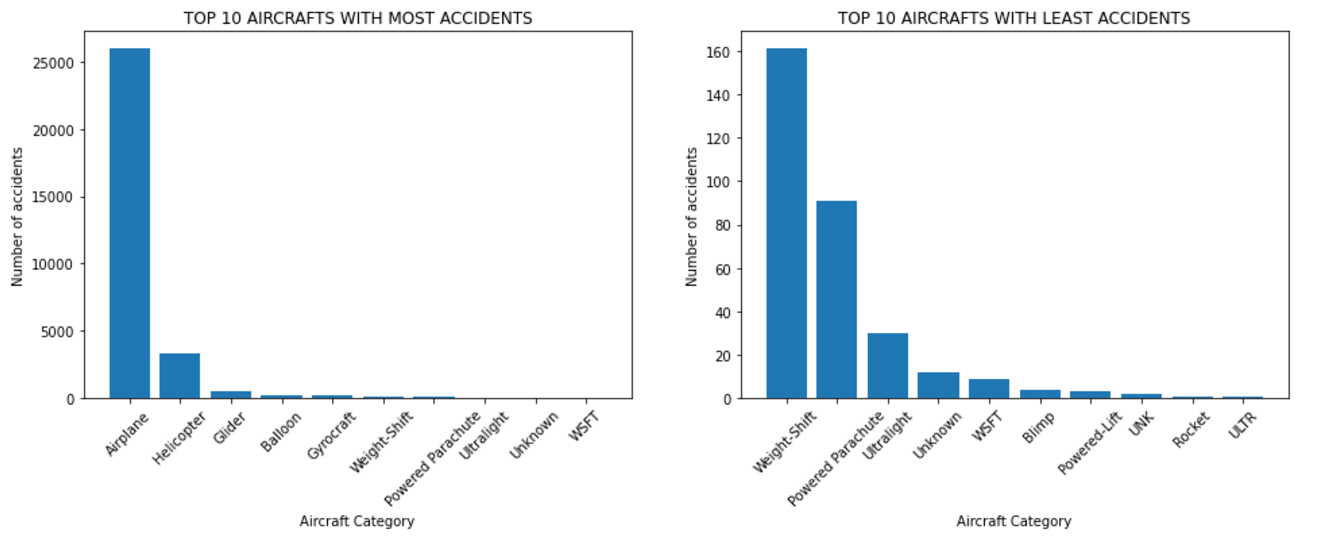 TOP 10 AIRCRAFTS WITH MOST ACCIDENTS
Number of accidents
25000
20000
15000
10000
5000
0
Airplane
Helicopter
Glider
Balloon
Gyrocraft
Weight-Shift
Powered Parachute
Ultralight
Unknown
WSFT
Aircraft Category
TOP 10 AIRCRAFTS WITH LEAST ACCIDENTS
Number of accidents
160
140
120
100
80
60
40
20
0
Weight-Shift
Powered Parachute
Ultralight
Unknown
WSFT
Blimp
Powered-Lift
UNK
Rocket
ULTR
Aircraft Category